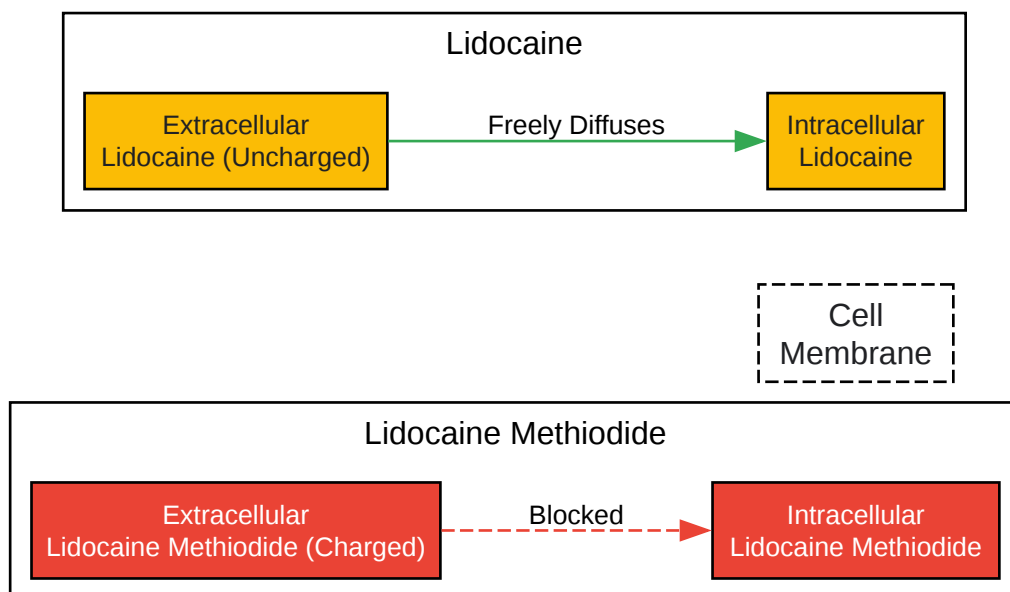 Lidocaine
Extracellular
Lidocaine (Uncharged)
Freely Diffuses
Intracellular
Lidocaine
Cell
Membrane
Lidocaine Methiodide
Extracellular
Lidocaine Methiodide (Charged)
Blocked
Intracellular
Lidocaine Methiodide